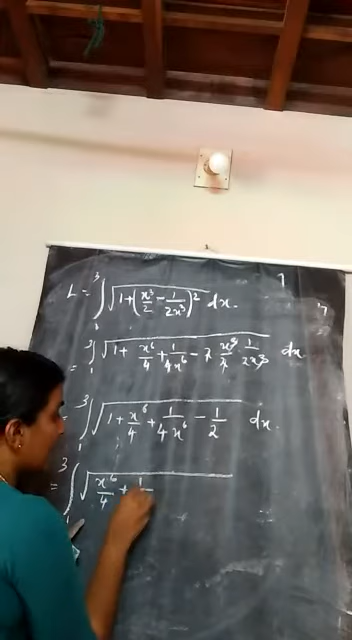 L = ∫₁³ √(1 + (x³/2 − 1/(2x³))²) dx.
= ∫₁³ √(1 + x⁶/4 + 1/(4x⁶) − 2 x³/2 1/(2x³)) dx
= ∫₁³ √(1 + x⁶/4 + 1/(4x⁶) − 1/2) dx.
= ∫₁³ √(x⁶/4 + 1/